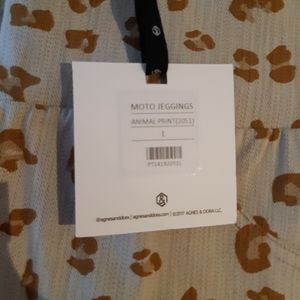 MOTO JEGGINGS
ANIMAL PRINT(2051)
L
@agnesanddora | agnesanddora.com | ©2017 AGNES & DORA LLC.